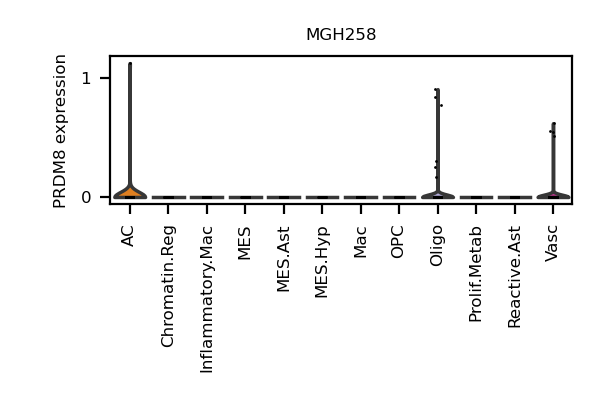 MGH258
PRDM8 expression
1
0
AC
Chromatin.Reg
Inflammatory.Mac
MES
MES.Ast
MES.Hyp
Mac
OPC
Oligo
Prolif.Metab
Reactive.Ast
Vasc